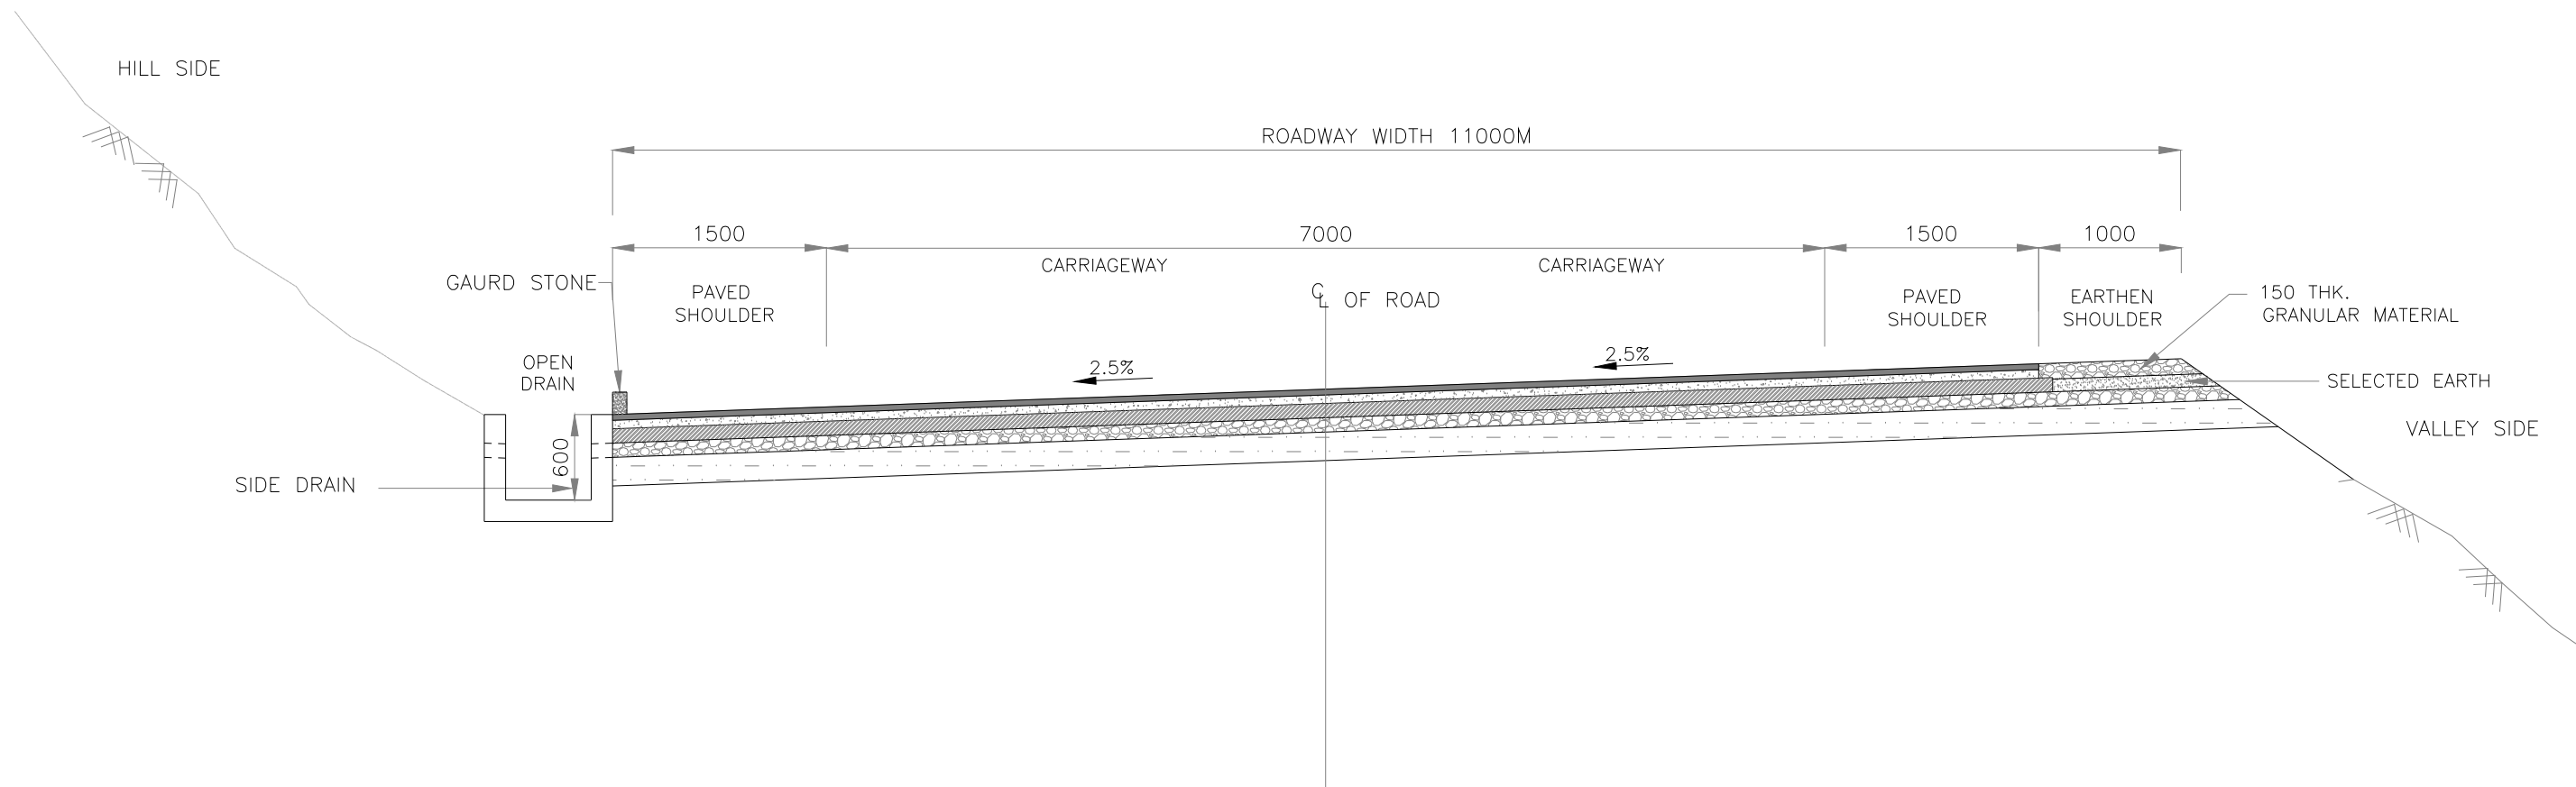 HILL SIDE
ROADWAY WIDTH 11000M
1500
7000
1500
1000
CARRIAGEWAY
CARRIAGEWAY
GAURD STONE
PAVED
SHOULDER
℄ OF ROAD
PAVED
SHOULDER
EARTHEN
SHOULDER
150 THK.
GRANULAR MATERIAL
OPEN
DRAIN
2.5%
2.5%
SELECTED EARTH
VALLEY SIDE
600
SIDE DRAIN